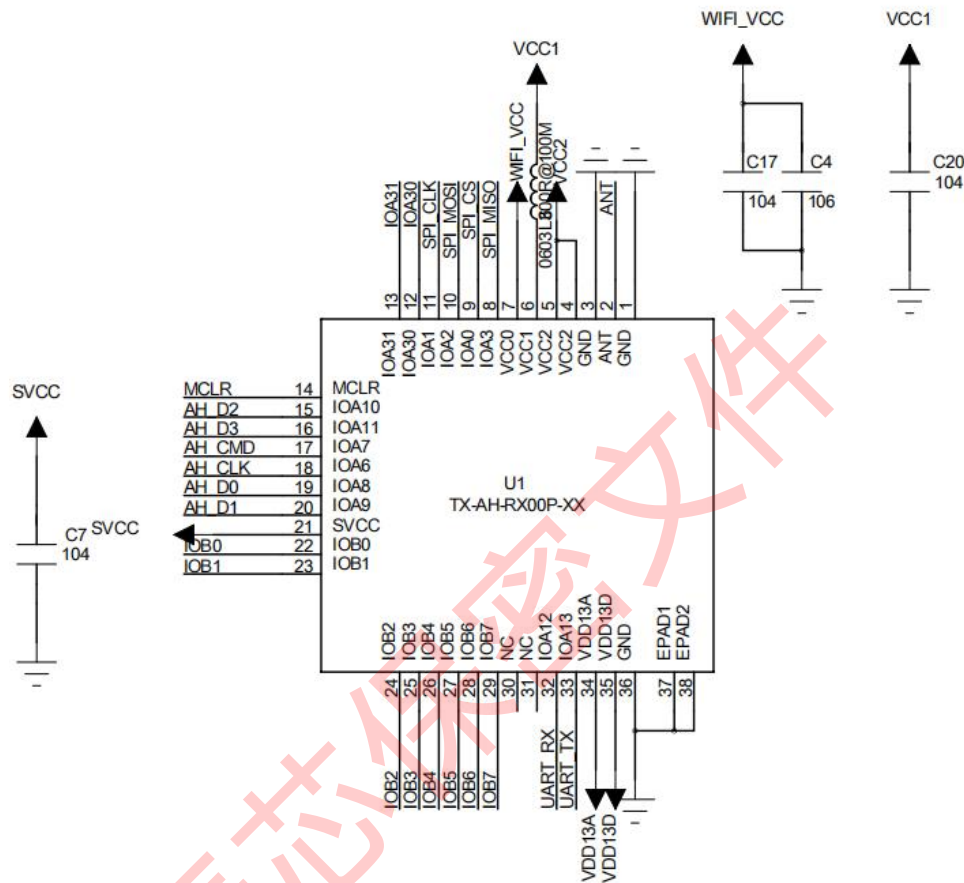 WIFI_VCC
VCC1
VCC1
WIFI_VCC
VCC2
C17
104
C4
106
C20
104
IOA31
IOA30
SPI_CLK
SPI_MOSI
SPI_CS
SPI_MISO
ANT
13
12
11
10
9
8
7
6
5
4
3
2
1
IOA31
IOA30
IOA1
IOA2
IOA0
IOA3
VCC0
VCC1
VCC2
VCC2
GND
ANT
GND
SVCC
C7
104
SVCC
MCLR 14 MCLR
AH_D2 15 IOA10
AH_D3 16 IOA11
AH_CMD 17 IOA7
AH_CLK 18 IOA6
AH_D0 19 IOA8
AH_D1 20 IOA9
21 SVCC
IOB0 22 IOB0
IOB1 23 IOB1
U1
TX-AH-RX00P-XX
IOB2
IOB3
IOB4
IOB5
IOB6
IOB7
NC
NC
IOA12
IOA13
VDD13A
VDD13D
GND
EPAD1
EPAD2
24
25
26
27
28
29
30
31
32
33
34
35
36
37
38
IOB2
IOB3
IOB4
IOB5
IOB6
IOB7
UART_RX
UART_TX
VDD13A
VDD13D
芯保密文件